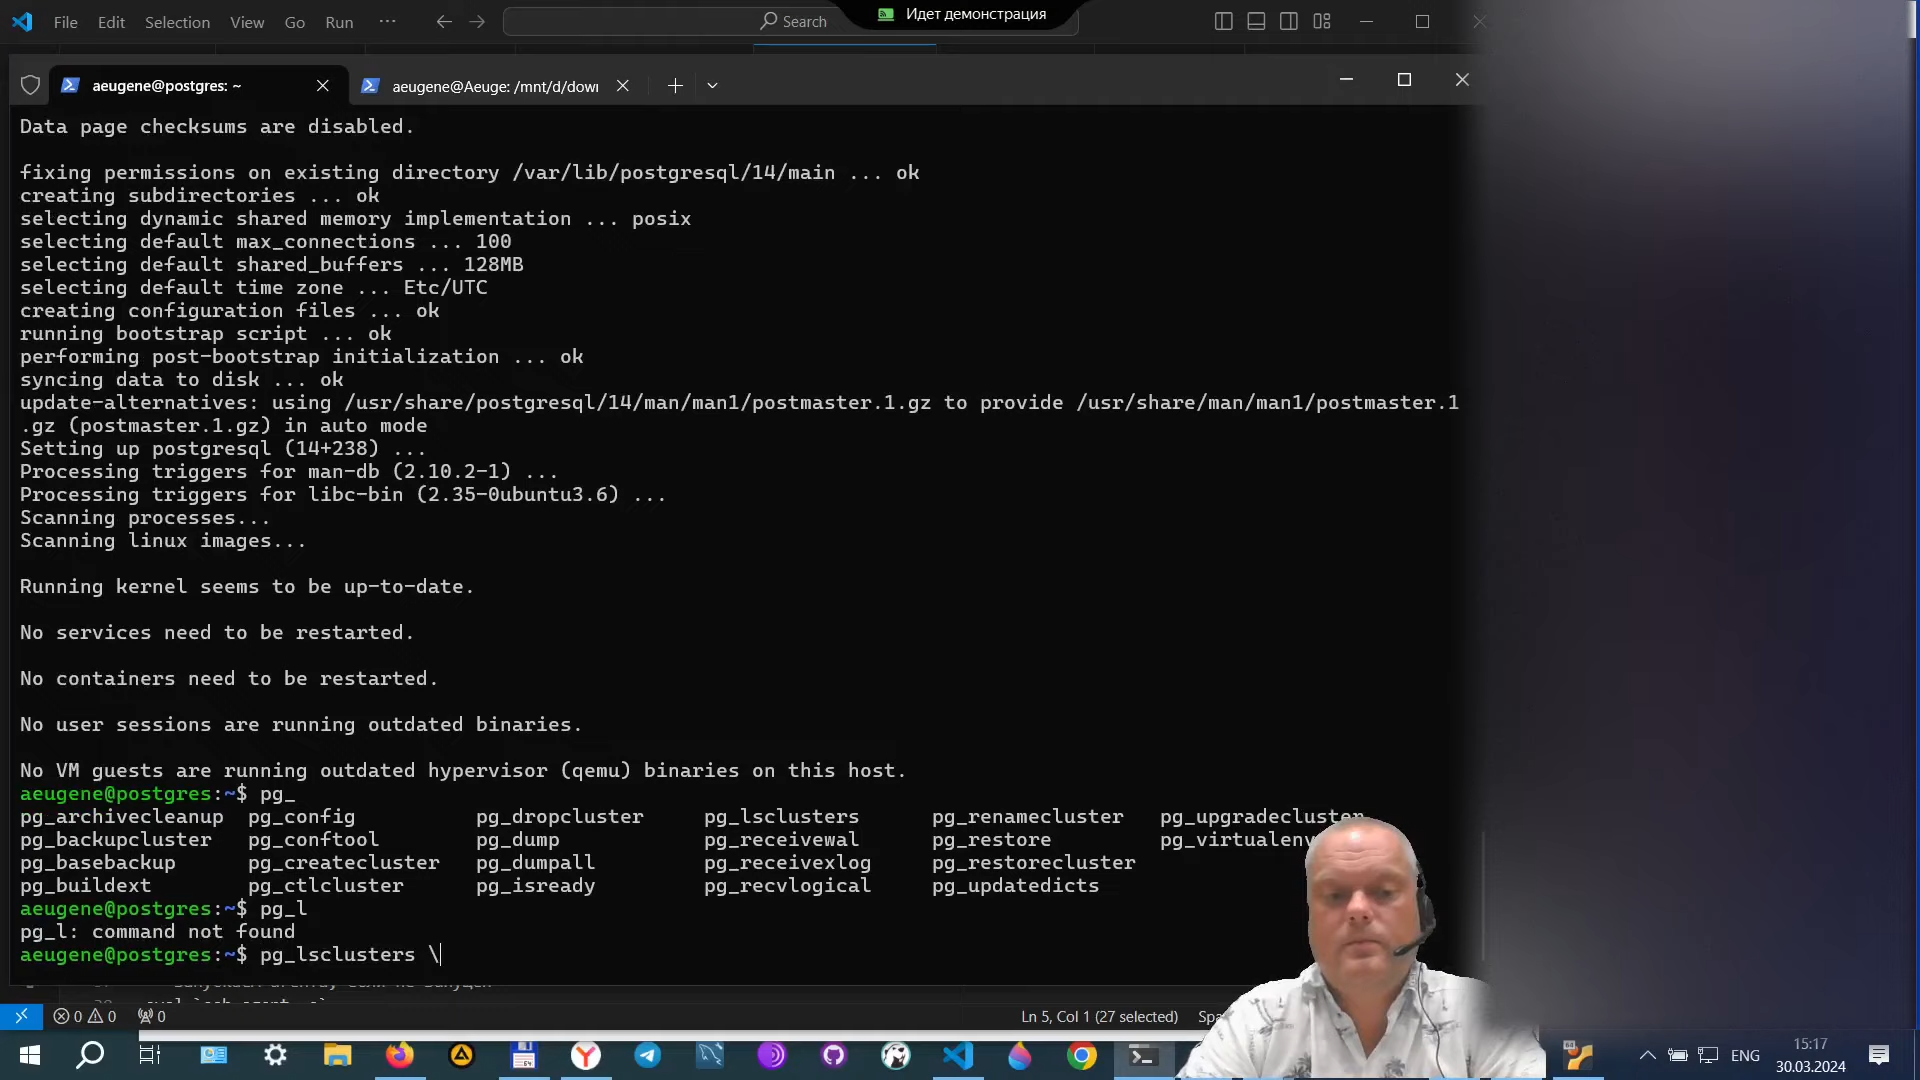 File Edit Selection View Go Run ··· Search
Идет демонстрация
aeugene@postgres: ~
aeugene@Aeuge: /mnt/d/dow
Data page checksums are disabled.
fixing permissions on existing directory /var/lib/postgresql/14/main ... ok
creating subdirectories ... ok
selecting dynamic shared memory implementation ... posix
selecting default max_connections ... 100
selecting default shared_buffers ... 128MB
selecting default time zone ... Etc/UTC
creating configuration files ... ok
running bootstrap script ... ok
performing post-bootstrap initialization ... ok
syncing data to disk ... ok
update-alternatives: using /usr/share/postgresql/14/man/man1/postmaster.1.gz to provide /usr/share/man/man1/postmaster.1
.gz (postmaster.1.gz) in auto mode
Setting up postgresql (14+238) ...
Processing triggers for man-db (2.10.2-1) ...
Processing triggers for libc-bin (2.35-0ubuntu3.6) ...
Scanning processes...
Scanning linux images...
Running kernel seems to be up-to-date.
No services need to be restarted.
No containers need to be restarted.
No user sessions are running outdated binaries.
No VM guests are running outdated hypervisor (qemu) binaries on this host.
aeugene@postgres:~$ pg_
pg_archivecleanup pg_config pg_dropcluster pg_lsclusters pg_renamecluster pg_upgradecluster
pg_backupcluster pg_conftool pg_dump pg_receivewal pg_restore pg_virtualenv
pg_basebackup pg_createcluster pg_dumpall pg_receivexlog pg_restorecluster
pg_buildext pg_ctlcluster pg_isready pg_recvlogical pg_updatedicts
aeugene@postgres:~$ pg_l
pg_l: command not found
aeugene@postgres:~$ pg_lsclusters \
0 0 0
Ln 5, Col 1 (27 selected) Spa
ENG
15:17
30.03.2024